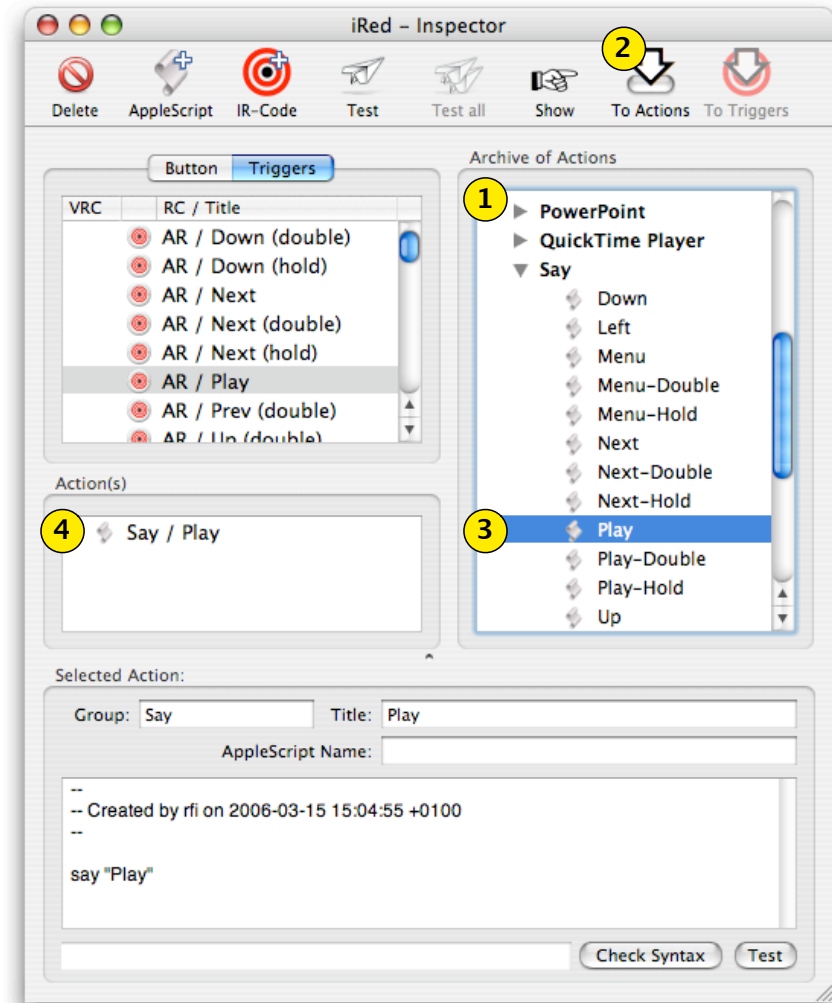 iRed – Inspector
2
Delete AppleScript IR-Code Test Test all Show To Actions To Triggers
Button Triggers
VRC RC / Title
AR / Down (double)
AR / Down (hold)
AR / Next
AR / Next (double)
AR / Next (hold)
AR / Play
AR / Prev (double)
AR / Up (double)
Archive of Actions
1
PowerPoint
QuickTime Player
Say
Down
Left
Menu
Menu-Double
Menu-Hold
Next
Next-Double
Next-Hold
3 Play
Play-Double
Play-Hold
Up
Action(s)
4 Say / Play
Selected Action:
Group: Say Title: Play
AppleScript Name:
--
-- Created by rfi on 2006-03-15 15:04:55 +0100
--
say "Play"
Check Syntax Test